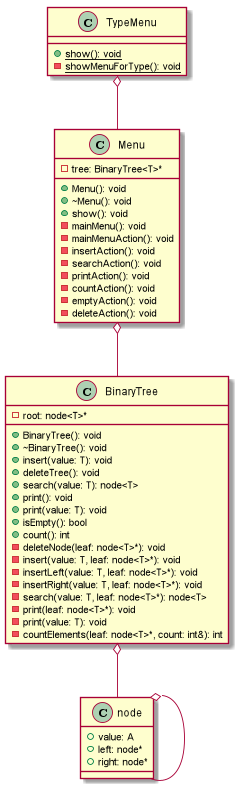 C TypeMenu
show(): void
showMenuForType(): void
C Menu
tree: BinaryTree<T>*
Menu(): void
~Menu(): void
show(): void
mainMenu(): void
mainMenuAction(): void
insertAction(): void
searchAction(): void
printAction(): void
countAction(): void
emptyAction(): void
deleteAction(): void
C BinaryTree
root: node<T>*
BinaryTree(): void
~BinaryTree(): void
insert(value: T): void
deleteTree(): void
search(value: T): node<T>
print(): void
print(value: T): void
isEmpty(): bool
count(): int
deleteNode(leaf: node<T>*): void
insert(value: T, leaf: node<T>*): void
insertLeft(value: T, leaf: node<T>*): void
insertRight(value: T, leaf: node<T>*): void
search(value: T, leaf: node<T>*): node<T>
print(leaf: node<T>*): void
print(value: T): void
countElements(leaf: node<T>*, count: int&): int
C node
value: A
left: node*
right: node*